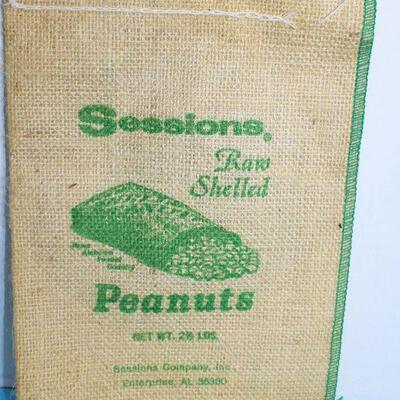 Sessions®
Raw
Shelled
Peanuts
NET WT. 2½ LBS.
Sessions Company, Inc.
Enterprise, AL 36330